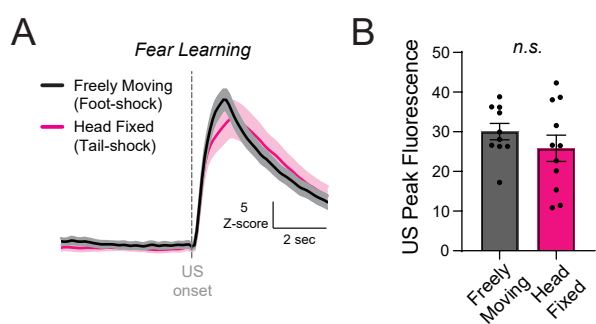 A
Fear Learning
Freely Moving
(Foot-shock)
Head Fixed
(Tail-shock)
5
Z-score
2 sec
US
onset
B
n.s.
US Peak Fluorescence
50
40
30
20
10
0
Freely
Moving
Head
Fixed